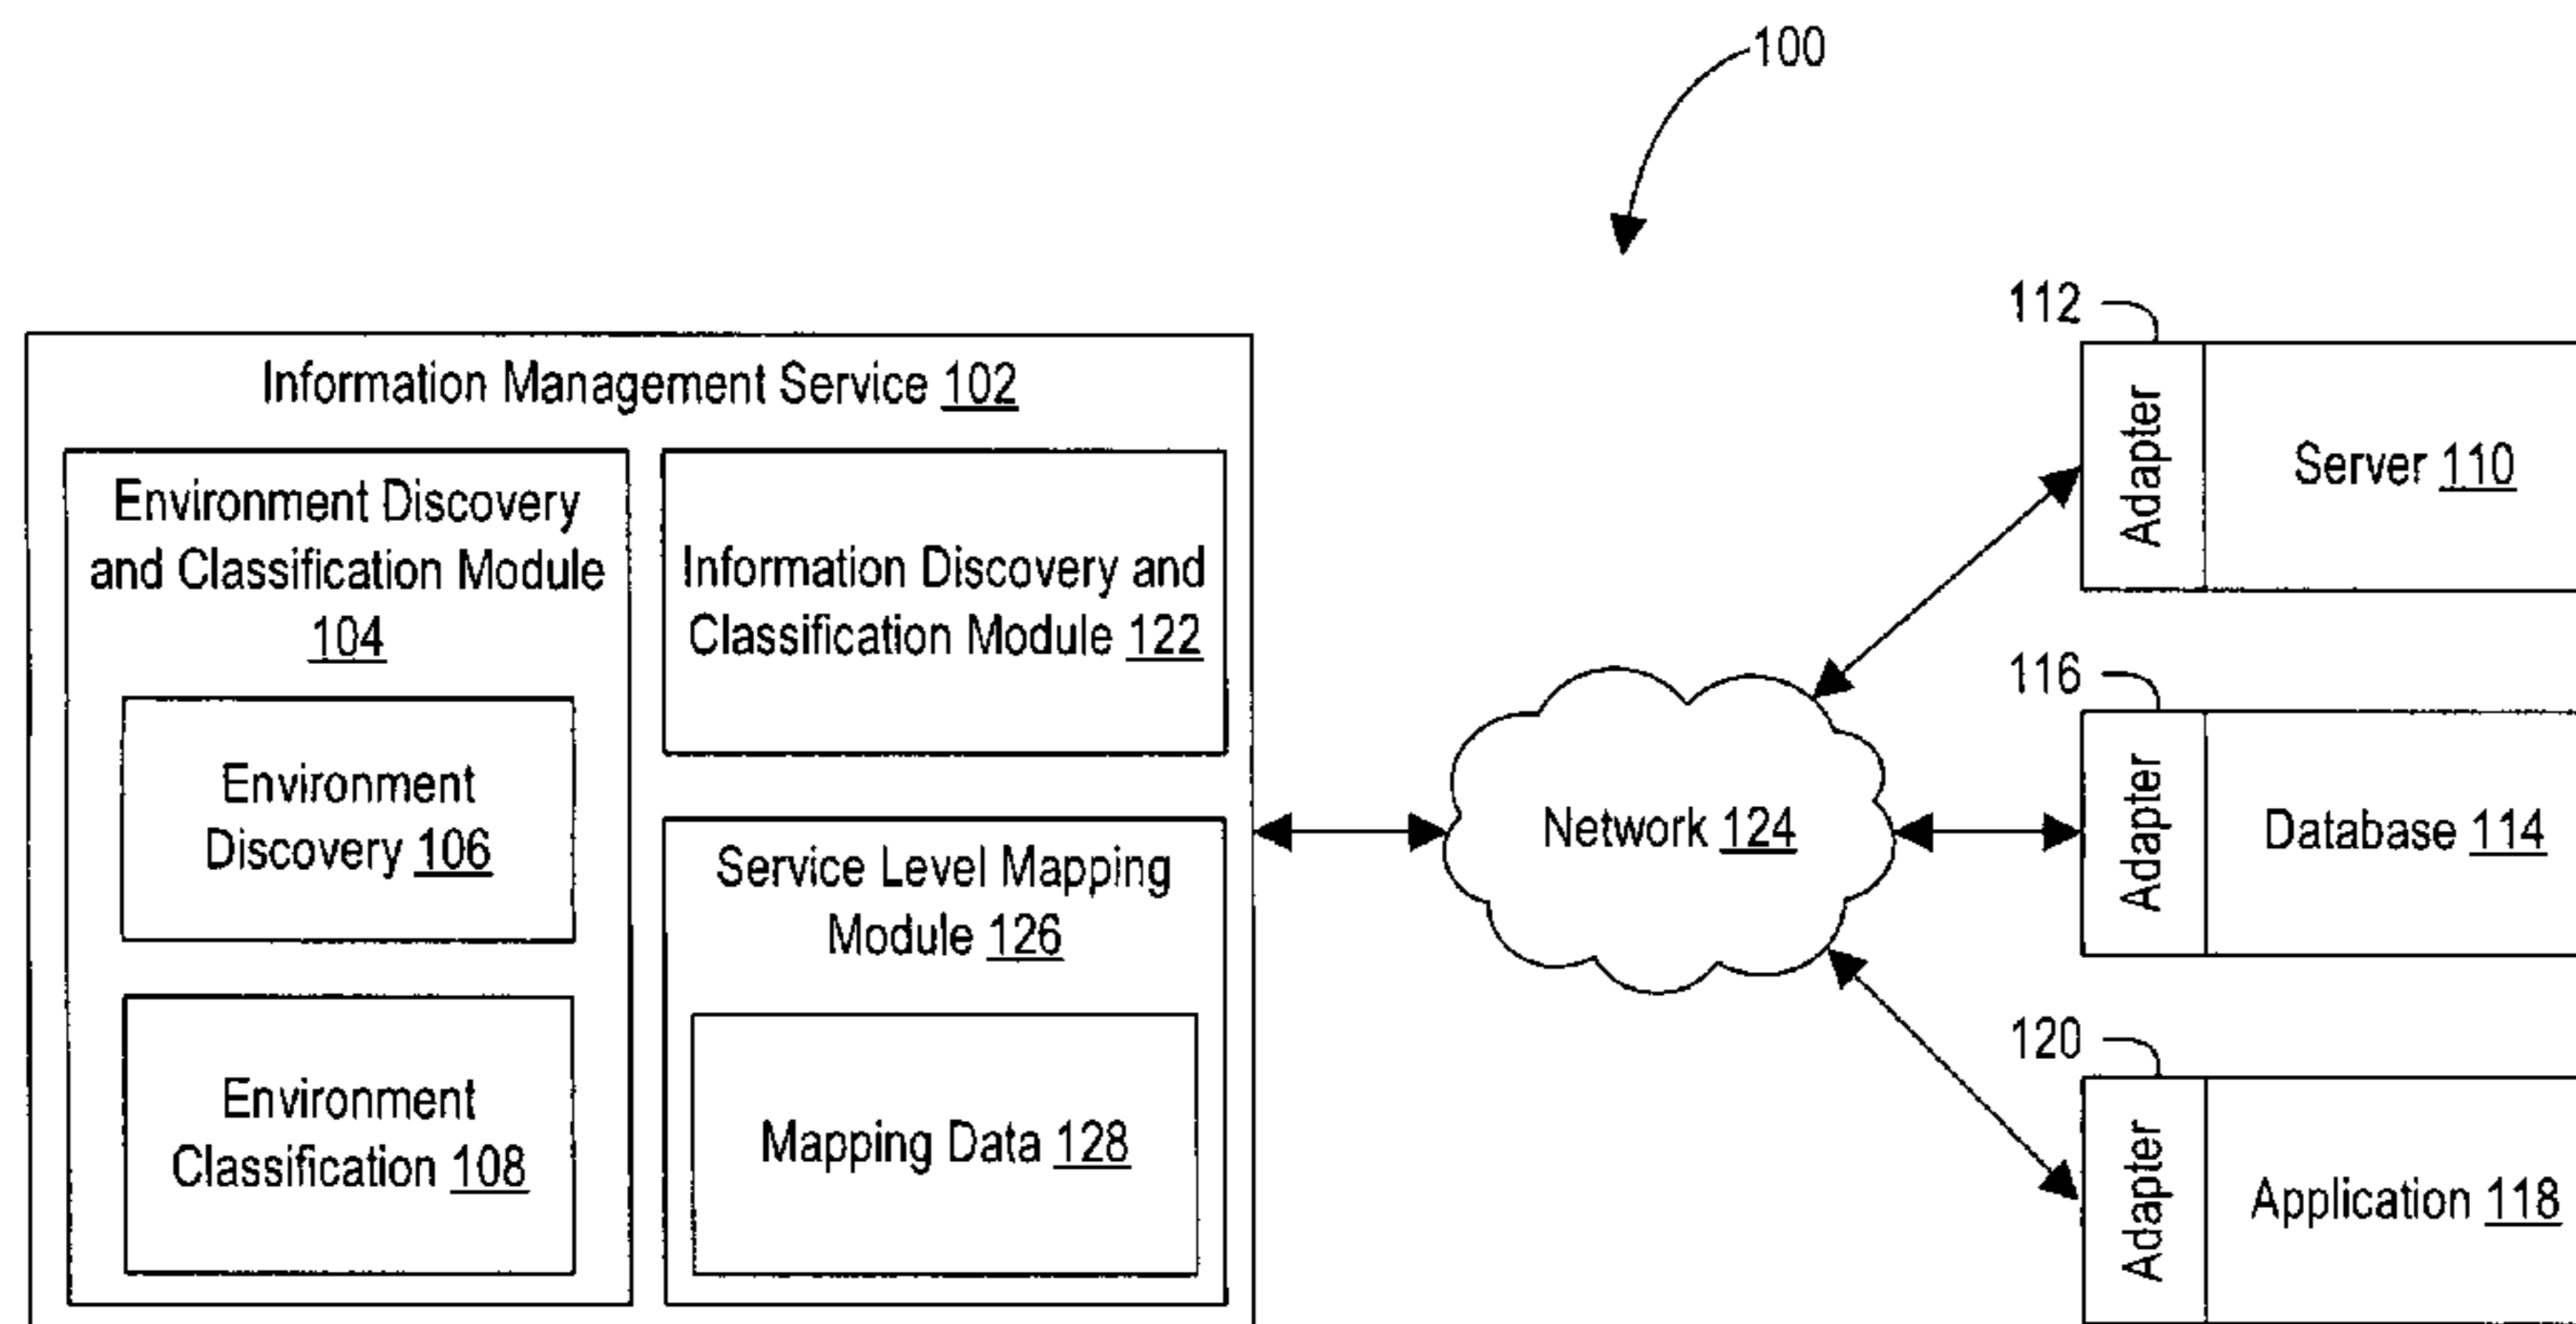 100
Information Management Service 102
Environment Discovery
and Classification Module
104
Environment
Discovery 106
Environment
Classification 108
Information Discovery and
Classification Module 122
Service Level Mapping
Module 126
Mapping Data 128
Network 124
112
Adapter
Server 110
116
Adapter
Database 114
120
Adapter
Application 118